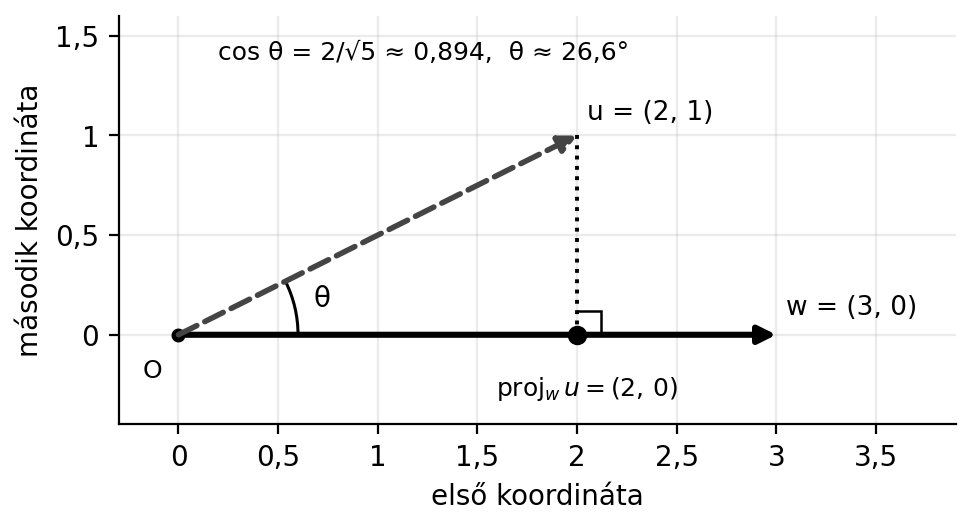 cos θ = 2/√5 ≈ 0,894,  θ ≈ 26,6°
u = (2, 1)
θ
w = (3, 0)
O
proj_w u = (2, 0)
1,5
1
0,5
0
második koordináta
0
0,5
1
1,5
2
2,5
3
3,5
első koordináta